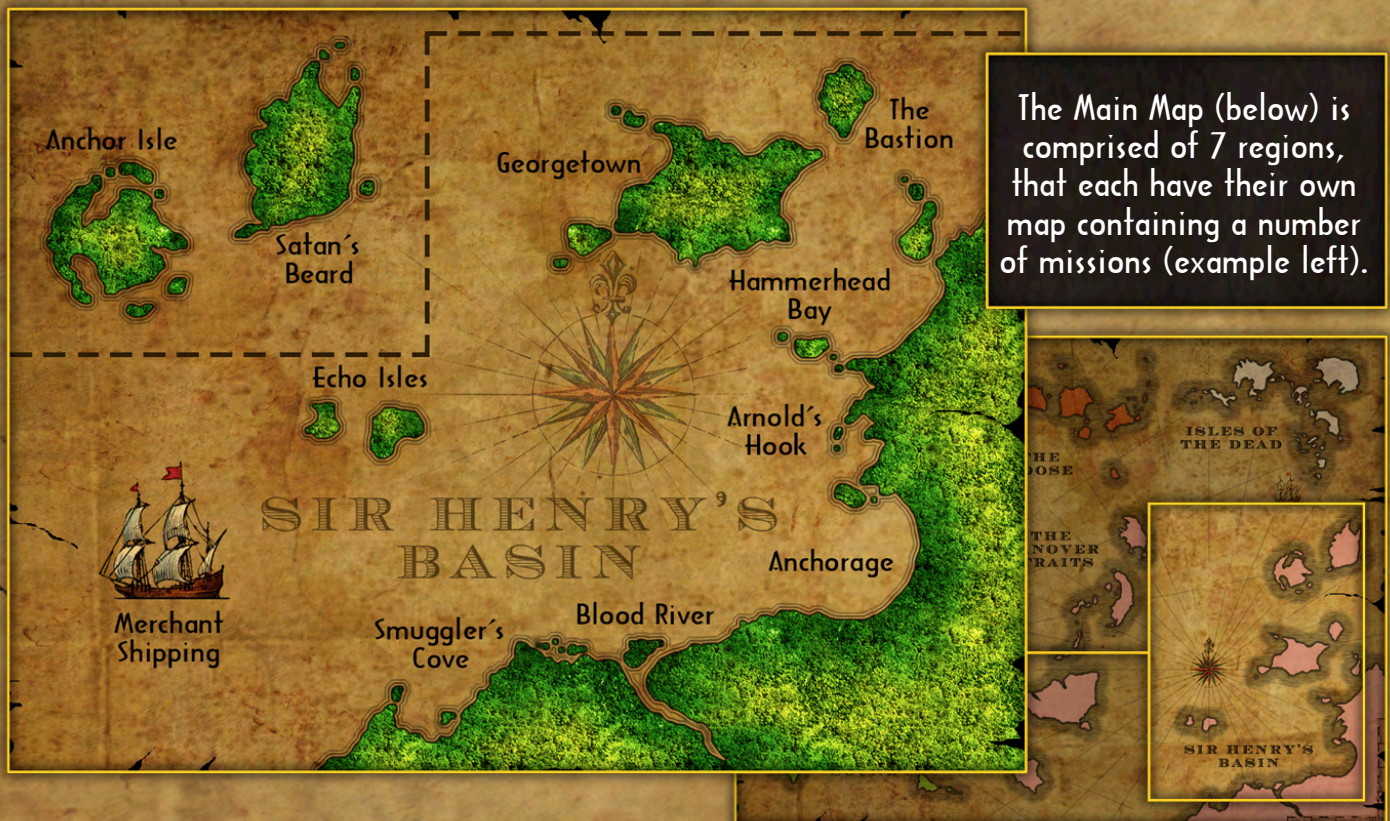 Anchor Isle
Satan's
Beard
Georgetown
The
Bastion
Hammerhead
Bay
Echo Isles
Arnold's
Hook
SIR HENRY'S
BASIN
Anchorage
Merchant
Shipping
Smuggler's
Cove
Blood River
The Main Map (below) is
comprised of 7 regions,
that each have their own
map containing a number
of missions (example left).
ISLES OF
THE DEAD
THE
SIR HENRY'S
BASIN